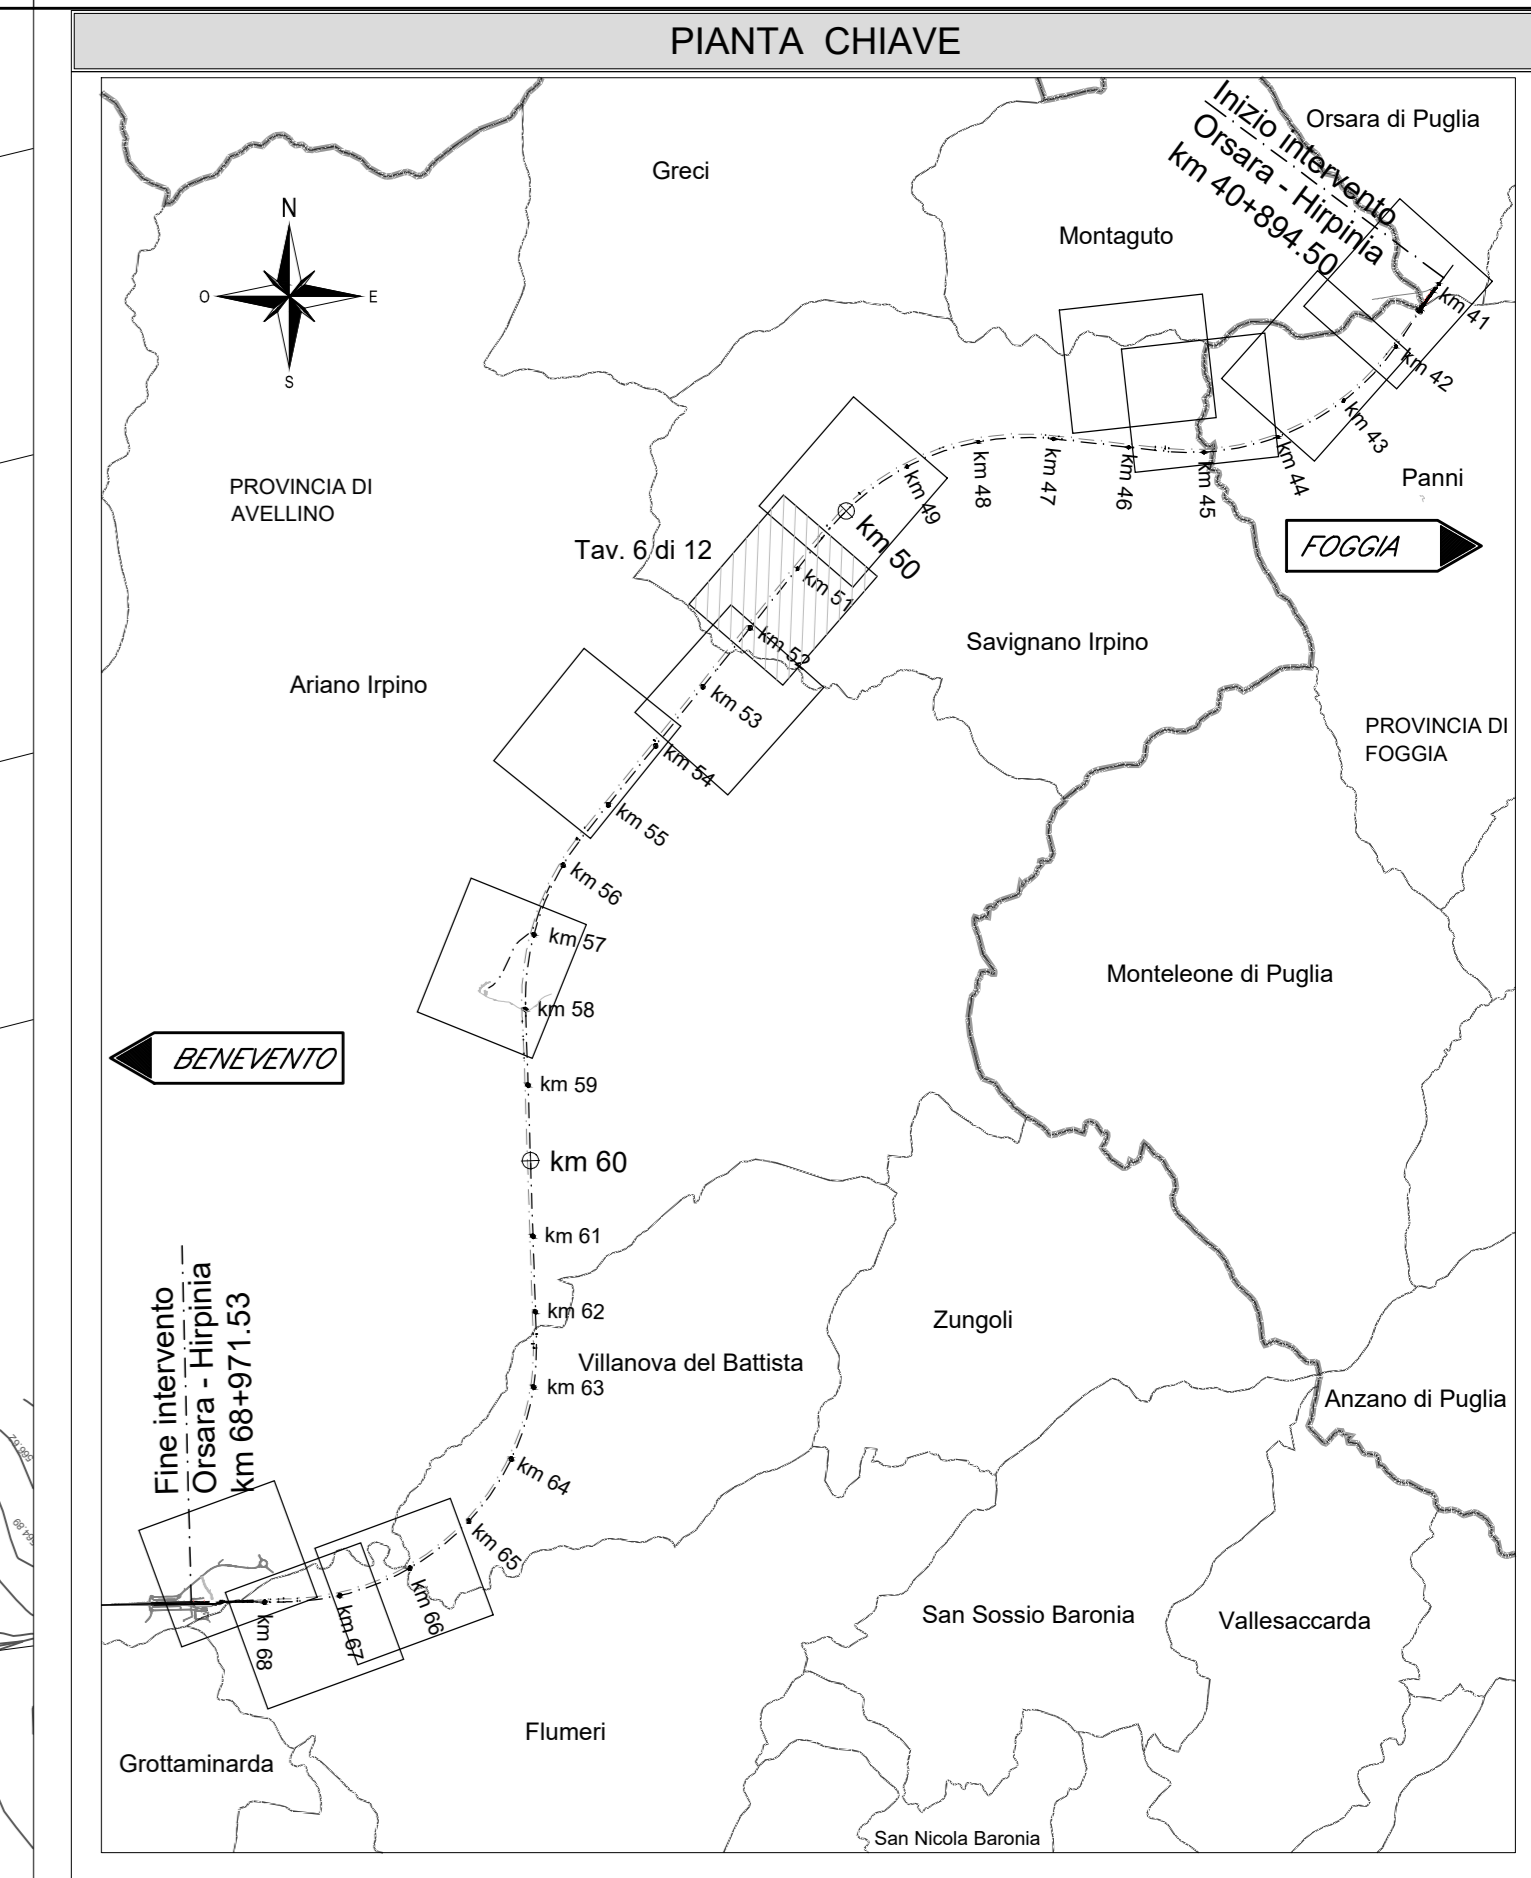 PIANTA CHIAVE
Inizio intervento
Orsara - Hirpinia
km 40+894.50
Orsara di Puglia
Greci
Montaguto
N
O
E
S
km 41
km 42
km 43
km 44
km 45
km 46
km 47
km 48
km 49
km 50
km 51
km 52
km 53
km 54
km 55
km 56
km 57
km 58
km 59
km 60
km 61
km 62
km 63
km 64
km 65
km 66
km 67
km 68
Panni
PROVINCIA DI
AVELLINO
FOGGIA
Tav. 6 di 12
Savignano Irpino
Ariano Irpino
PROVINCIA DI
FOGGIA
Monteleone di Puglia
BENEVENTO
Fine intervento
Orsara - Hirpinia
km 68+971.53
Zungoli
Villanova del Battista
Anzano di Puglia
San Sossio Baronia
Vallesaccarda
Flumeri
Grottaminarda
San Nicola Baronia